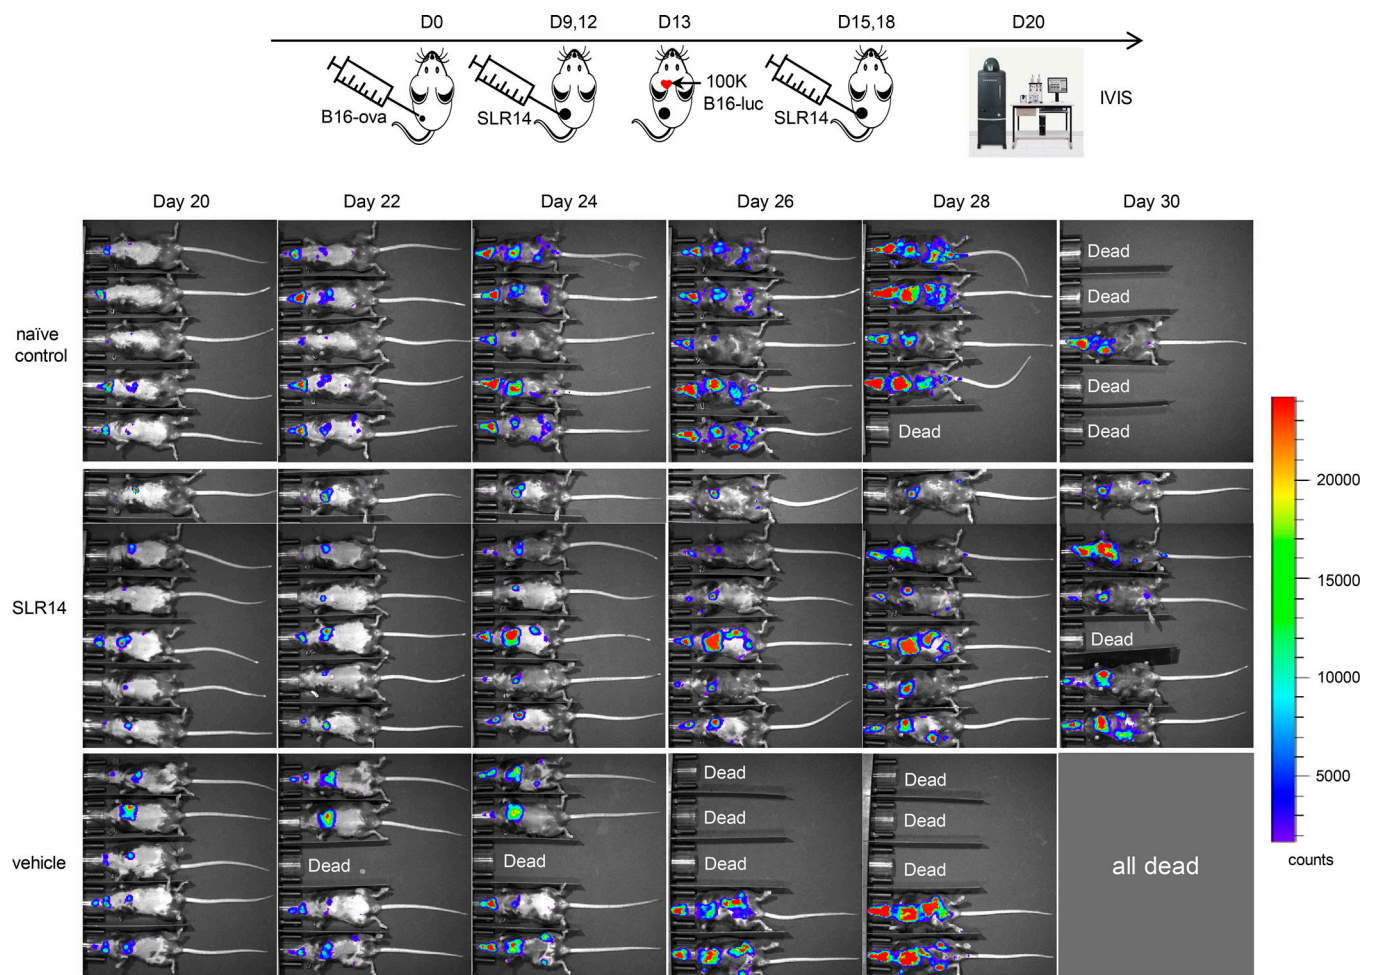 D0 D9,12 D13 D15,18 D20
B16-ova SLR14 100K B16-luc SLR14 IVIS
Day 20 Day 22 Day 24 Day 26 Day 28 Day 30
naïve
control
Dead
Dead
Dead
Dead Dead
SLR14
Dead
vehicle
Dead Dead
Dead Dead
Dead Dead Dead Dead
all dead
20000
15000
10000
5000
counts